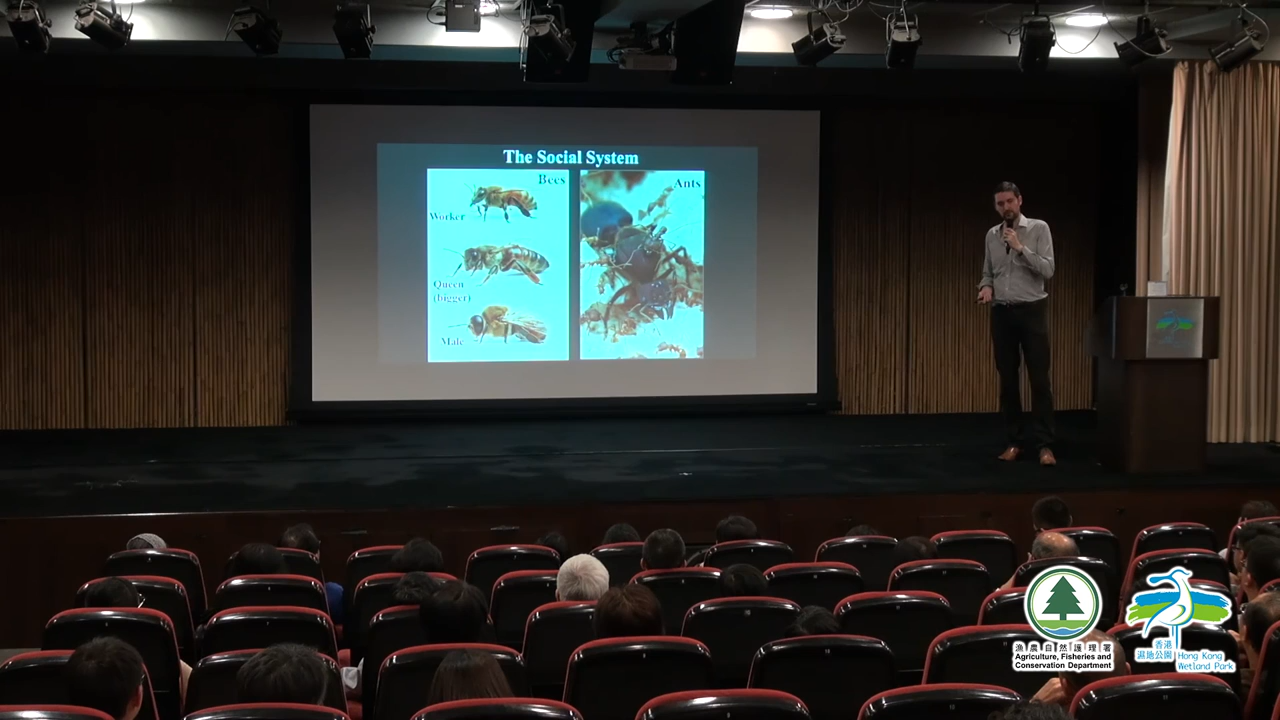 The Social System
Bees
Worker
Queen
(bigger)
Male
Ants
漁農自然護理署
Agriculture, Fisheries and
Conservation Department
香港
濕地公園
Hong Kong
Wetland Park